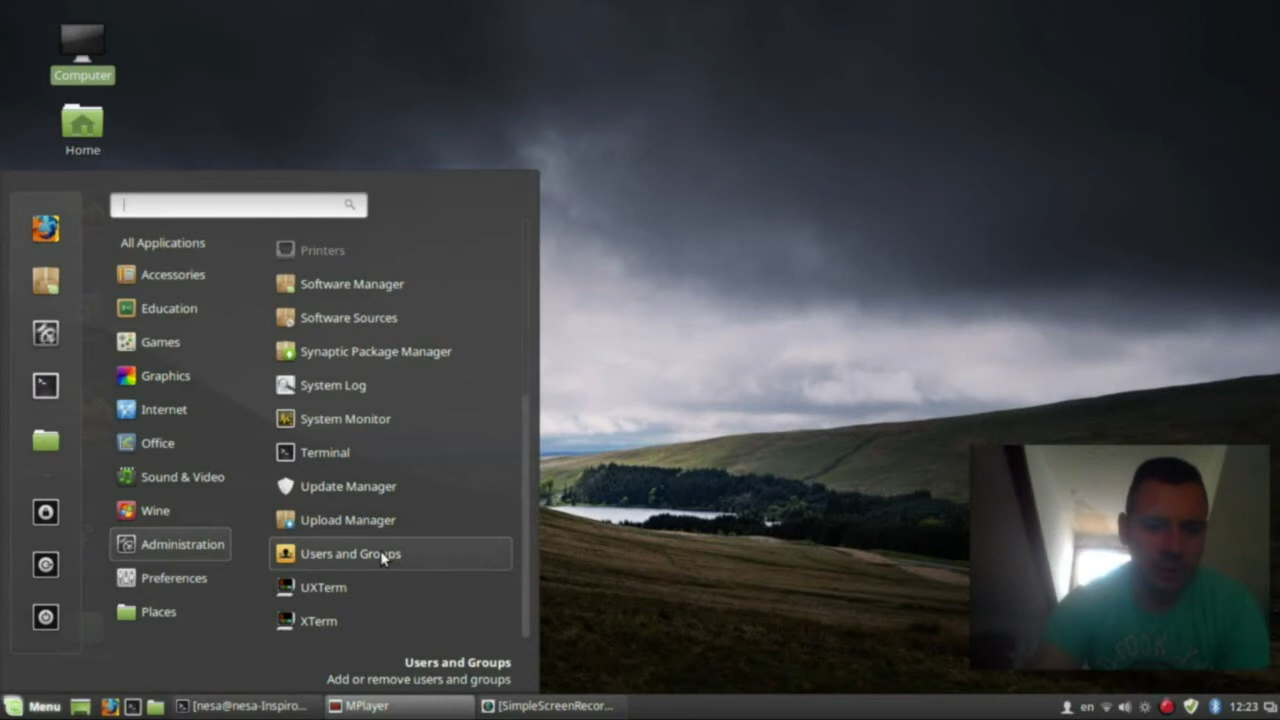 Computer
Home
All Applications
Accessories
Education
Games
Graphics
Internet
Office
Sound & Video
Wine
Administration
Preferences
Places
Printers
Software Manager
Software Sources
Synaptic Package Manager
System Log
System Monitor
Terminal
Update Manager
Upload Manager
Users and Groups
UXTerm
XTerm
Users and Groups
Add or remove users and groups
Menu
[nesa@nesa-Inspiro...
MPlayer
[SimpleScreenRecor...
en
12:23